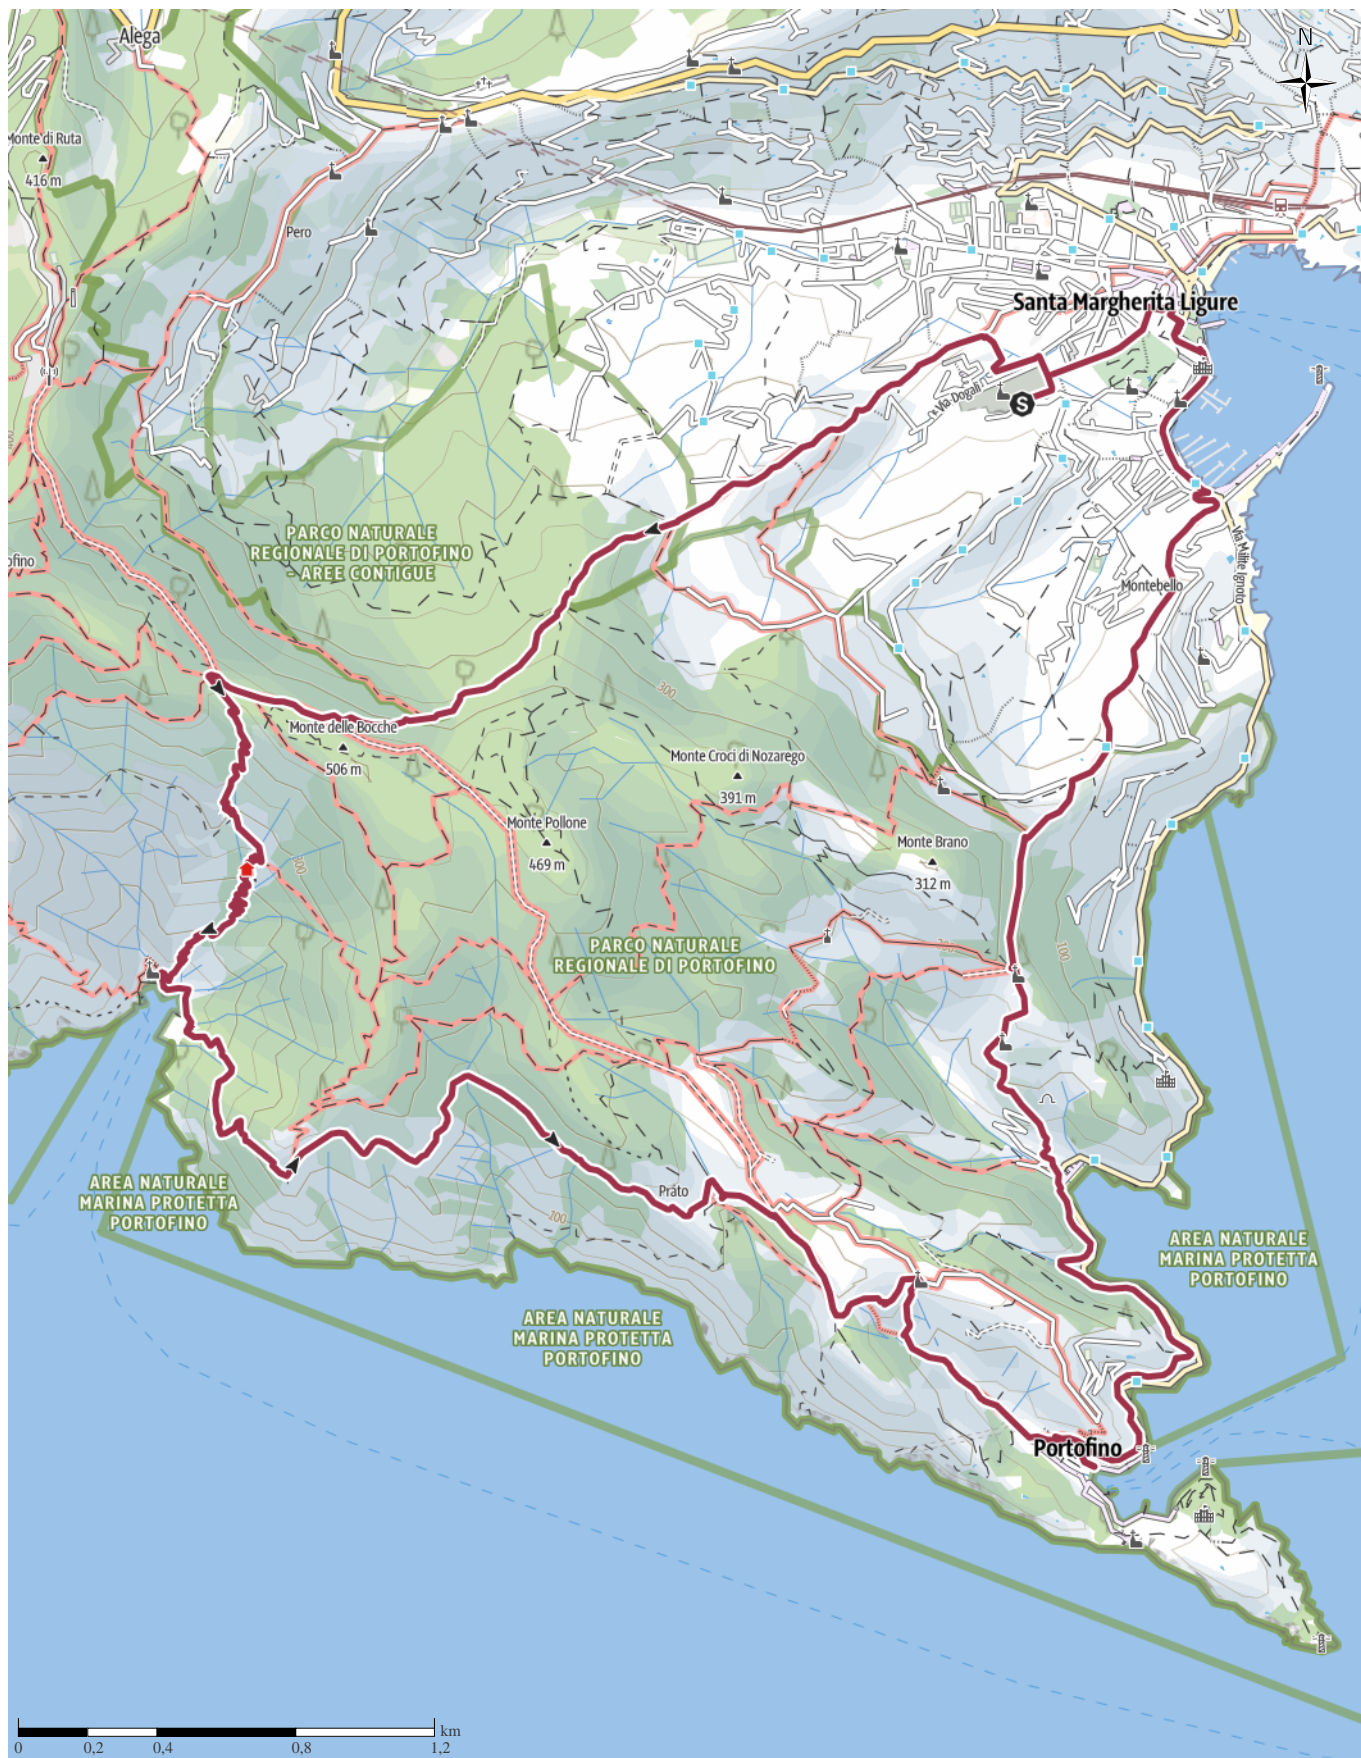 N
Alega
Monte di Ruta
416 m
Pero
Santa Margherita Ligure
Via Dogali
S
PARCO NATURALE
REGIONALE DI PORTOFINO
- AREE CONTIGUE
ofino
Via Milite Ignoto
Montebello
300
Monte delle Bocche
506 m
Monte Croci di Nozarego
391 m
Monte Pollone
469 m
Monte Brano
312 m
300
PARCO NATURALE
REGIONALE DI PORTOFINO
100
AREA NATURALE
MARINA PROTETTA
PORTOFINO
Prato
100
AREA NATURALE
MARINA PROTETTA
PORTOFINO
AREA NATURALE
MARINA PROTETTA
PORTOFINO
Portofino
km
0 0,2 0,4 0,8 1,2